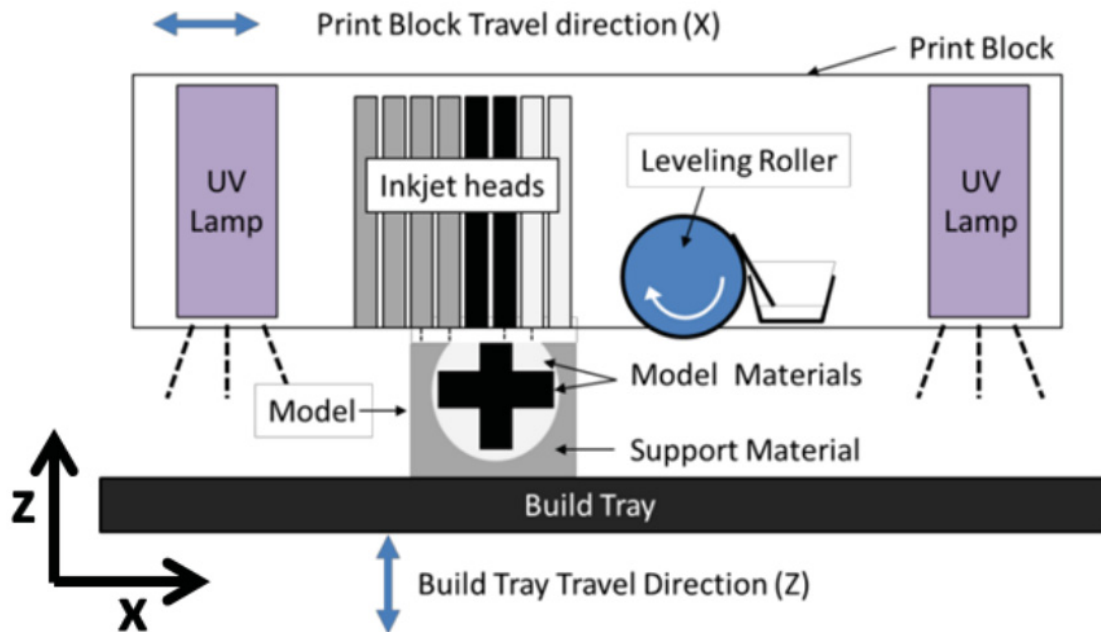 Print Block Travel direction (X)
Print Block
UV
Lamp
Inkjet heads
Leveling Roller
UV
Lamp
Model Materials
Model
Support Material
Build Tray
Z
X
Build Tray Travel Direction (Z)